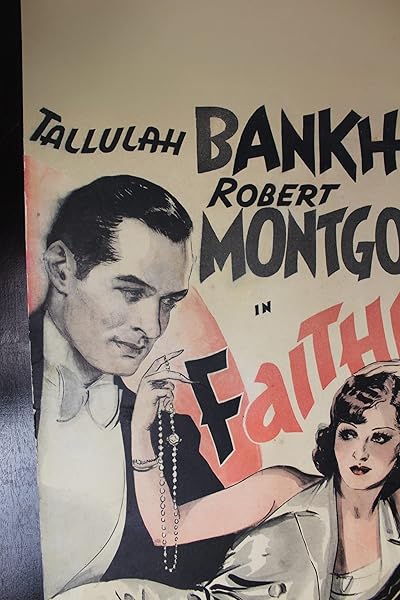 TALLULAH BANKH
ROBERT
MONTGO
IN
FAITH